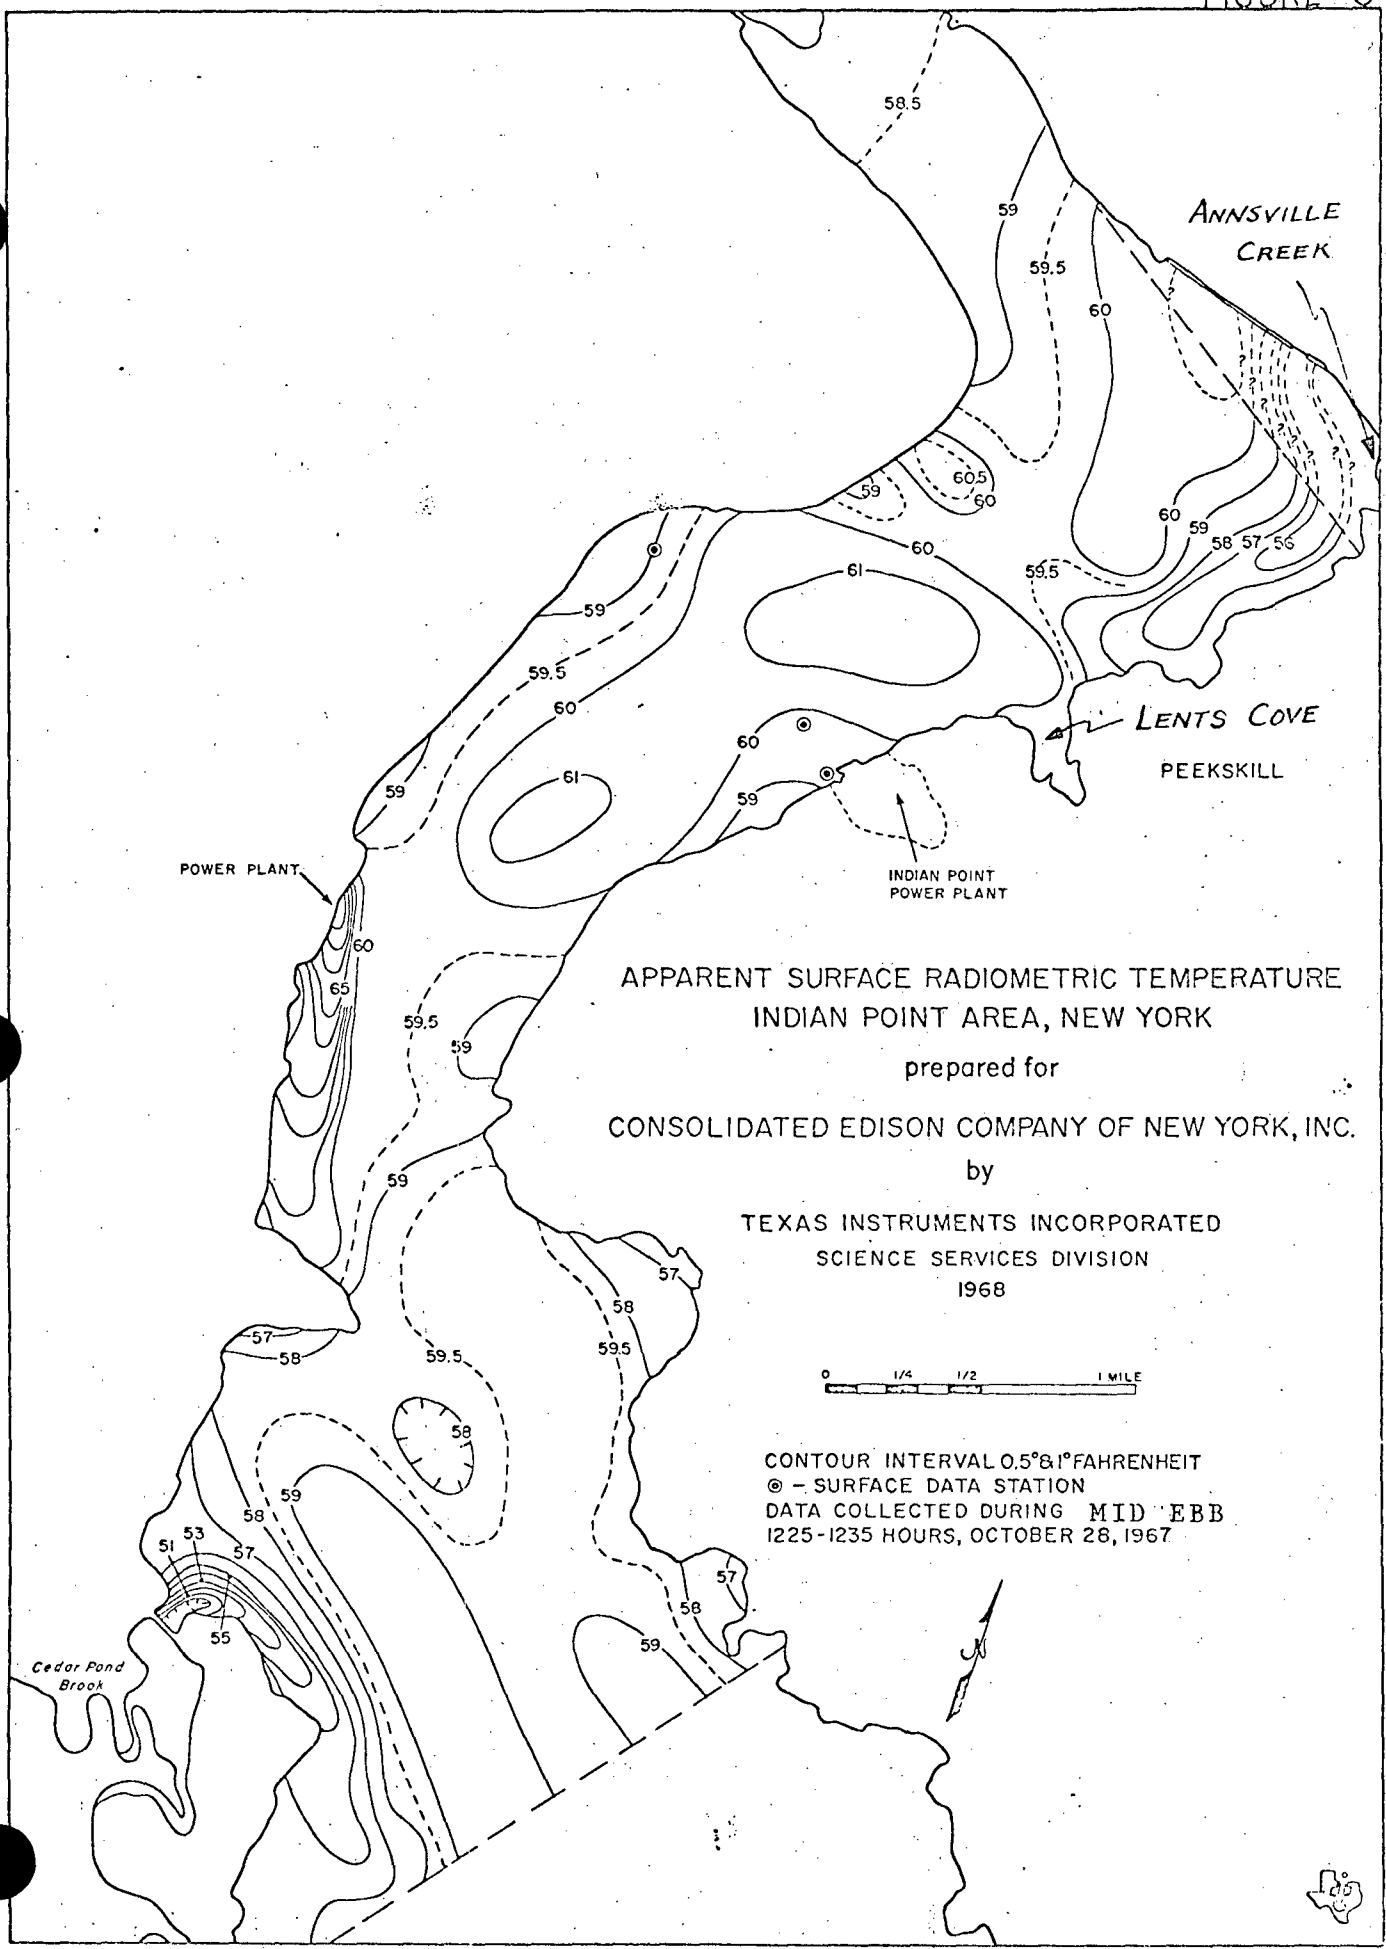 58.5
59
ANNSVILLE
CREEK
59.5
60
60.5
59
60
60
59
58 57 56
60
61
59.5
59
59.5
60
60
LENTS COVE
PEEKSKILL
61
59
59
POWER PLANT
INDIAN POINT
POWER PLANT
60
65
59.5
59
APPARENT SURFACE RADIOMETRIC TEMPERATURE
INDIAN POINT AREA, NEW YORK
prepared for
CONSOLIDATED EDISON COMPANY OF NEW YORK, INC.
by
TEXAS INSTRUMENTS INCORPORATED
SCIENCE SERVICES DIVISION
1968
59
57
58
57
58
59.5
59.5
0 1/4 1/2 1 MILE
58
CONTOUR INTERVAL 0.5°&1°FAHRENHEIT
- SURFACE DATA STATION
DATA COLLECTED DURING MID EBB
1225-1235 HOURS, OCTOBER 28, 1967
59
58
53
51
57
57
58
55
59
Cedar Pond
Brook
N